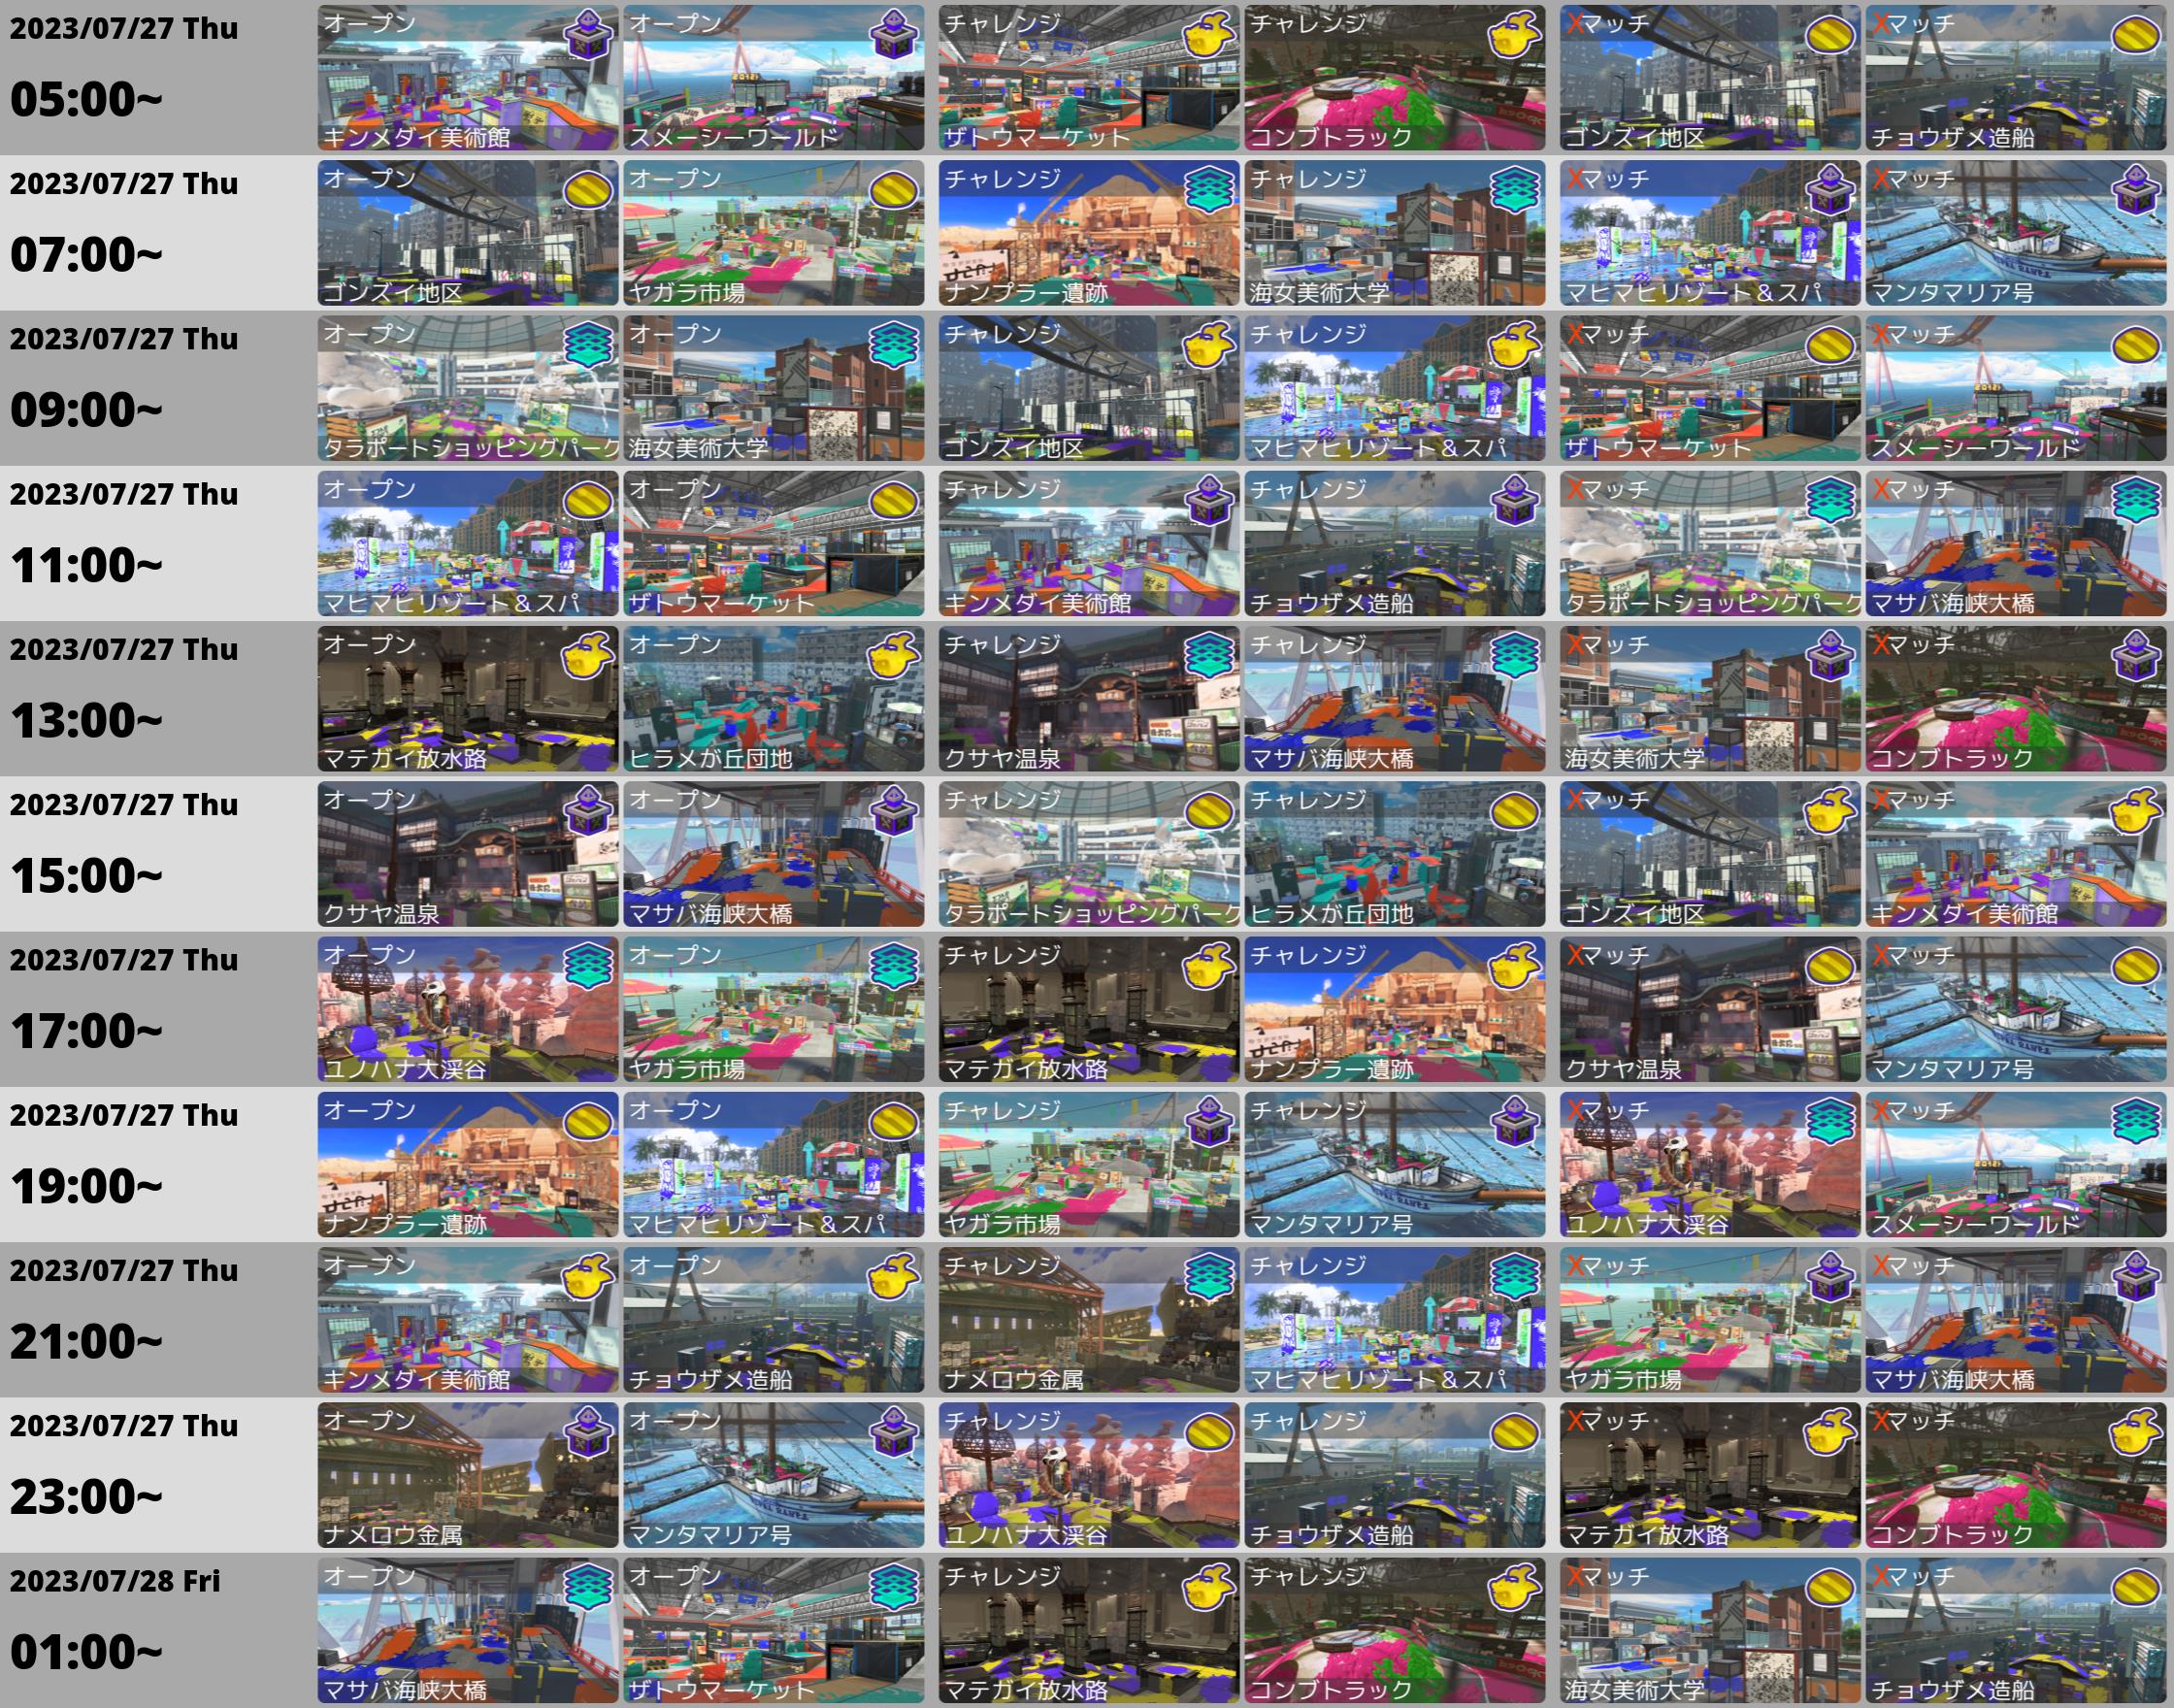 2023/07/27 Thu
05:00~
オープン オープン チャレンジ チャレンジ Xマッチ Xマッチ
キンメダイ美術館 スメーシーワールド ザトウマーケット コンブトラック ゴンズイ地区 チョウザメ造船
2023/07/27 Thu
07:00~
オープン オープン チャレンジ チャレンジ Xマッチ Xマッチ
ゴンズイ地区 ヤガラ市場 ナンプラー遺跡 海女美術大学 マヒマヒリゾート&スパ マンタマリア号
2023/07/27 Thu
09:00~
オープン オープン チャレンジ チャレンジ Xマッチ Xマッチ
タラポートショッピングパーク 海女美術大学 ゴンズイ地区 マヒマヒリゾート&スパ ザトウマーケット スメーシーワールド
2023/07/27 Thu
11:00~
オープン オープン チャレンジ チャレンジ Xマッチ Xマッチ
マヒマヒリゾート&スパ ザトウマーケット キンメダイ美術館 チョウザメ造船 タラポートショッピングパーク マサバ海峡大橋
2023/07/27 Thu
13:00~
オープン オープン チャレンジ チャレンジ Xマッチ Xマッチ
マテガイ放水路 ヒラメが丘団地 クサヤ温泉 マサバ海峡大橋 海女美術大学 コンブトラック
2023/07/27 Thu
15:00~
オープン オープン チャレンジ チャレンジ Xマッチ Xマッチ
クサヤ温泉 マサバ海峡大橋 タラポートショッピングパーク ヒラメが丘団地 ゴンズイ地区 キンメダイ美術館
2023/07/27 Thu
17:00~
オープン オープン チャレンジ チャレンジ Xマッチ Xマッチ
ユノハナ大渓谷 ヤガラ市場 マテガイ放水路 ナンプラー遺跡 クサヤ温泉 マンタマリア号
2023/07/27 Thu
19:00~
オープン オープン チャレンジ チャレンジ Xマッチ Xマッチ
ナンプラー遺跡 マヒマヒリゾート&スパ ヤガラ市場 マンタマリア号 ユノハナ大渓谷 スメーシーワールド
2023/07/27 Thu
21:00~
オープン オープン チャレンジ チャレンジ Xマッチ Xマッチ
キンメダイ美術館 チョウザメ造船 ナメロウ金属 マヒマヒリゾート&スパ ヤガラ市場 マサバ海峡大橋
2023/07/27 Thu
23:00~
オープン オープン チャレンジ チャレンジ Xマッチ Xマッチ
ナメロウ金属 マンタマリア号 ユノハナ大渓谷 チョウザメ造船 マテガイ放水路 コンブトラック
2023/07/28 Fri
01:00~
オープン オープン チャレンジ チャレンジ Xマッチ Xマッチ
マサバ海峡大橋 ザトウマーケット マテガイ放水路 コンブトラック 海女美術大学 チョウザメ造船